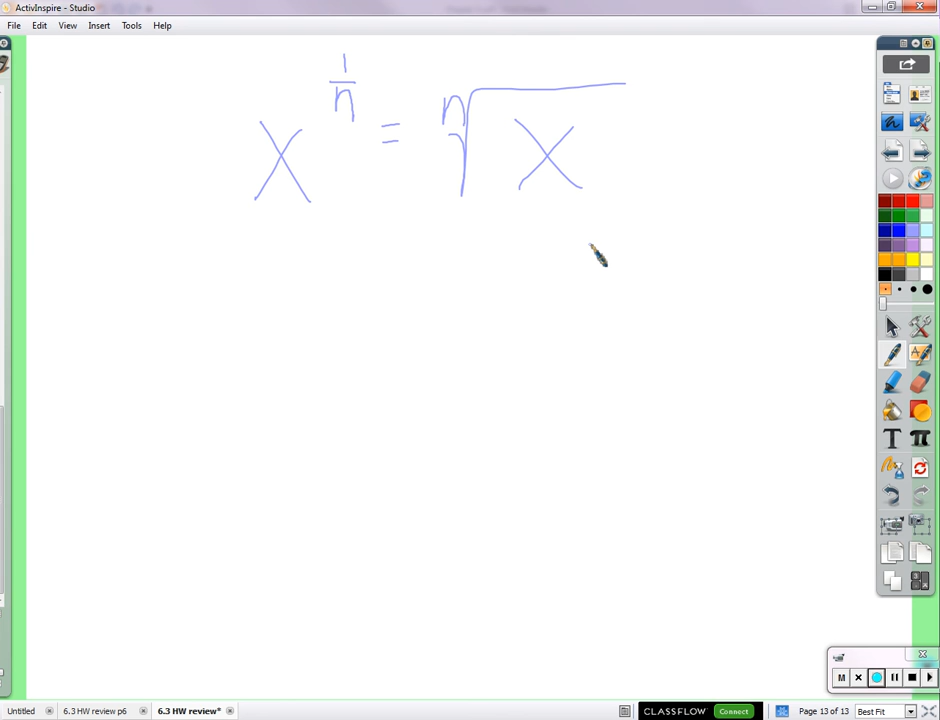 ActivInspire - Studio
File Edit View Insert Tools Help
x^{1/n} = \sqrt[n]{x}
M
Untitled 6.3 HW review p6 6.3 HW review* CLASSFLOW Connect Page 13 of 13 Best Fit